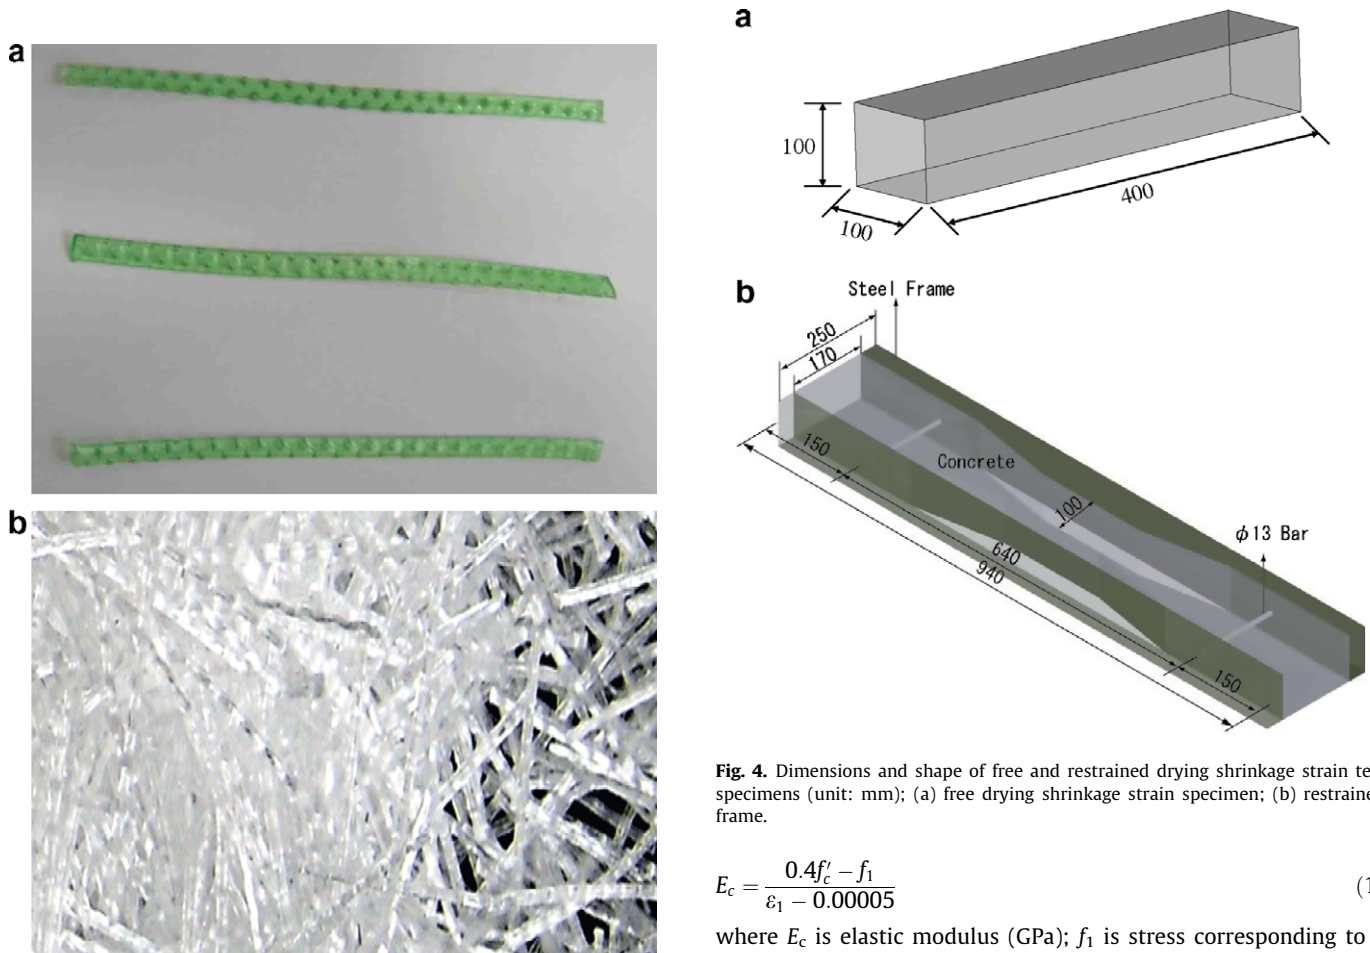 a
b
a
100
100
400
b
Steel Frame
250
170
150
Concrete
100
640
940
ϕ13 Bar
150
Fig. 4. Dimensions and shape of free and restrained drying shrinkage strain te
specimens (unit: mm); (a) free drying shrinkage strain specimen; (b) restraine
frame.
E_c = (0.4f′_c − f_1) / (ε_1 − 0.00005) (1
where E_c is elastic modulus (GPa); f_1 is stress corresponding to